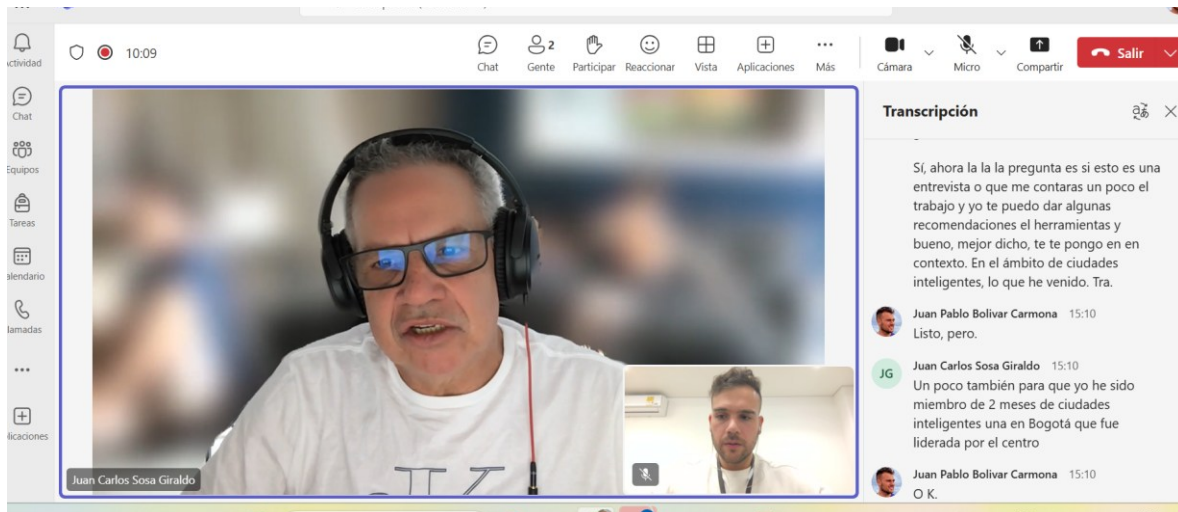 10:09
2
Chat
Gente
Participar
Reaccionar
Vista
Aplicaciones
Más
Cámara
Micro
Compartir
Salir
Chat
Equipos
Tareas
Transcripción
Sí, ahora la la la pregunta es si esto es una
entrevista o que me contaras un poco el
trabajo y yo te puedo dar algunas
recomendaciones el herramientas y
bueno, mejor dicho, te te pongo en en
contexto. En el ámbito de ciudades
inteligentes, lo que he venido. Tra.
Juan Pablo Bolivar Carmona 15:10
Listo, pero.
JG
Juan Carlos Sosa Giraldo 15:10
Un poco también para que yo he sido
miembro de 2 meses de ciudades
inteligentes una en Bogotá que fue
liderada por el centro
Juan Pablo Bolivar Carmona 15:10
O K.
Juan Carlos Sosa Giraldo